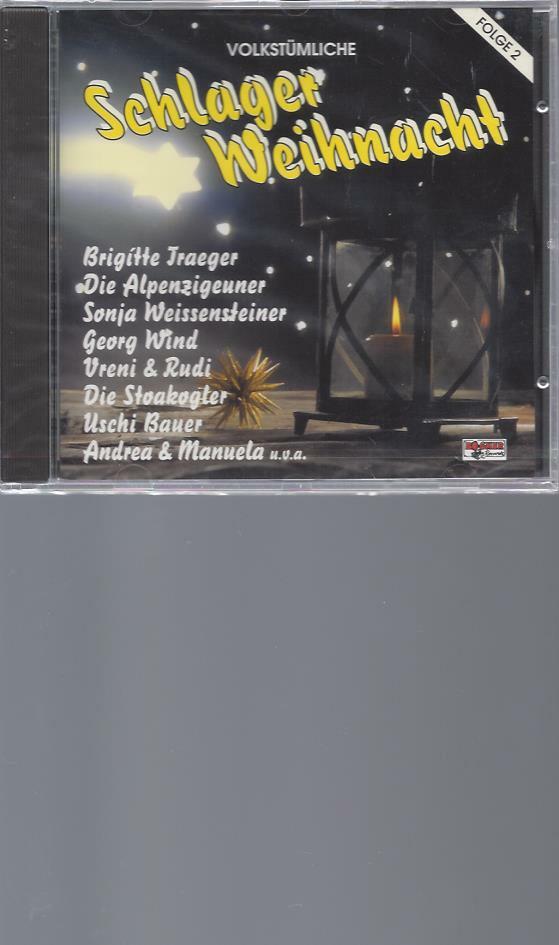 VOLKSTÜMLICHE
FOLGE 2
Schlager
Weihnacht
Brigitte Traeger
Die Alpenzigeuner
Sonja Weissensteiner
Georg Wind
Vreni & Rudi
Die Stoakogler
Uschi Bauer
Andrea & Manuela u.v.a.